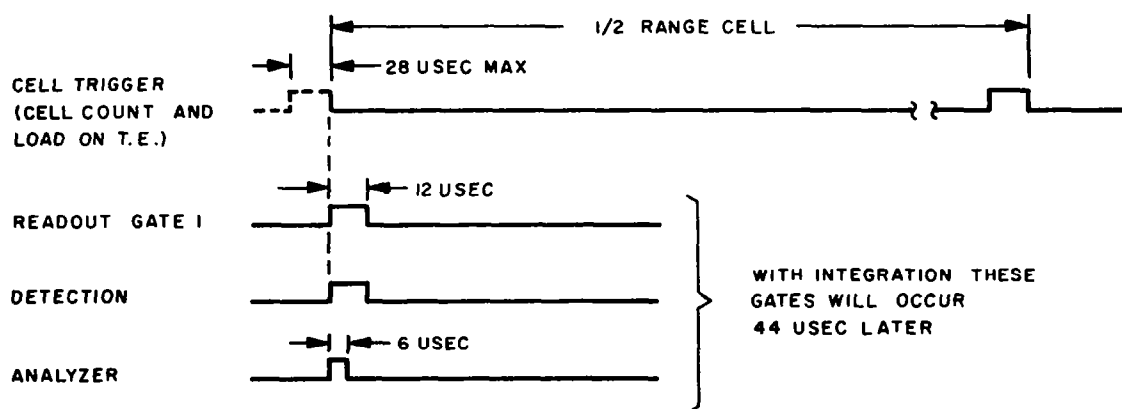 1/2 RANGE CELL
28 USEC MAX
CELL TRIGGER
(CELL COUNT AND
LOAD ON T.E.)
12 USEC
READOUT GATE 1
DETECTION
6 USEC
ANALYZER
WITH INTEGRATION THESE
GATES WILL OCCUR
44 USEC LATER